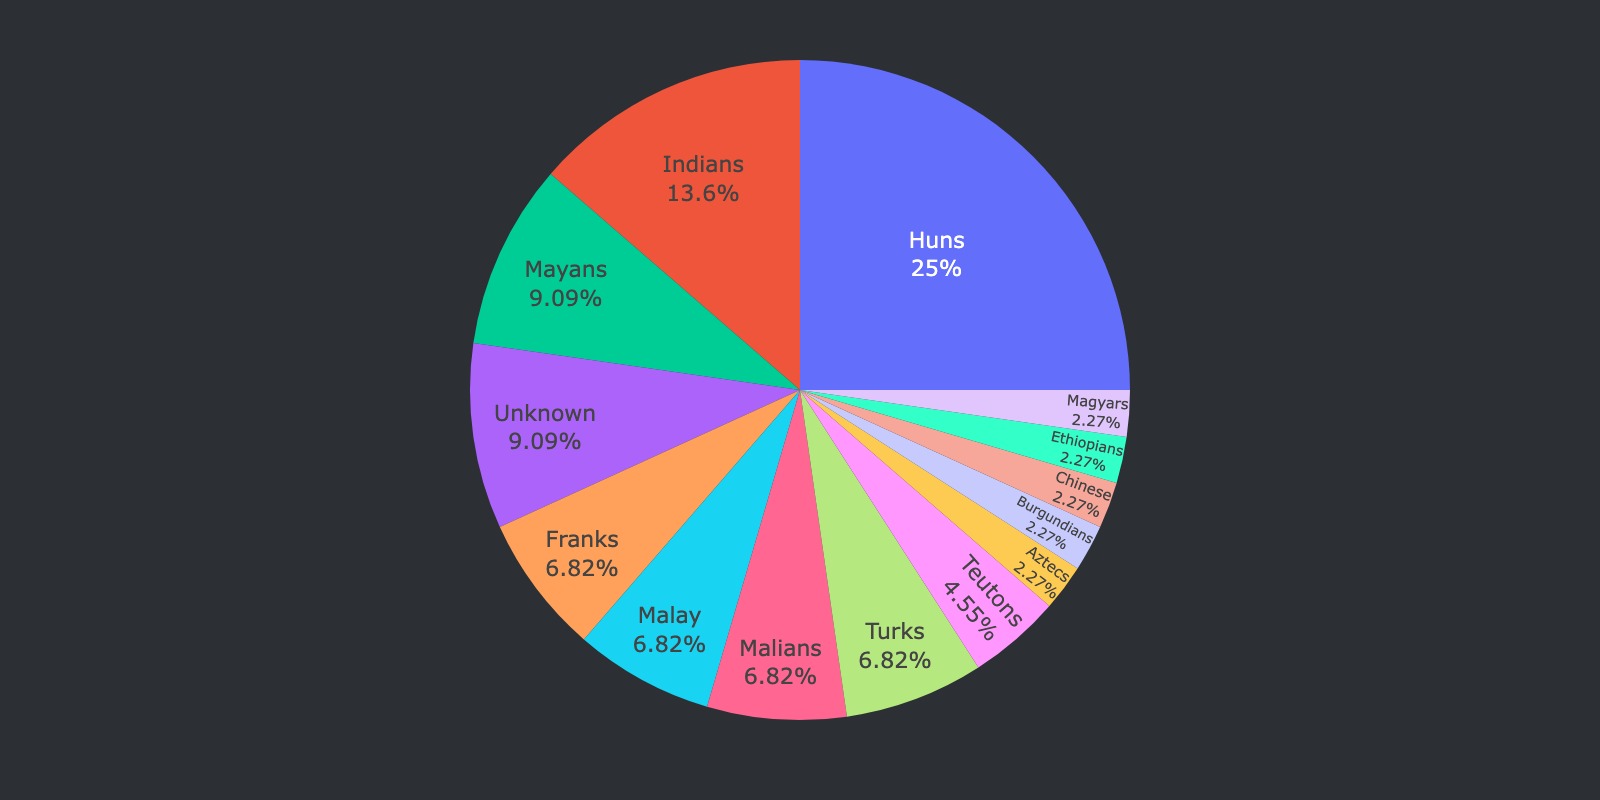 Huns
25%
Indians
13.6%
Mayans
9.09%
Unknown
9.09%
Franks
6.82%
Malay
6.82%
Malians
6.82%
Turks
6.82%
Teutons
4.55%
Aztecs
2.27%
Burgundians
2.27%
Chinese
2.27%
Ethiopians
2.27%
Magyars
2.27%